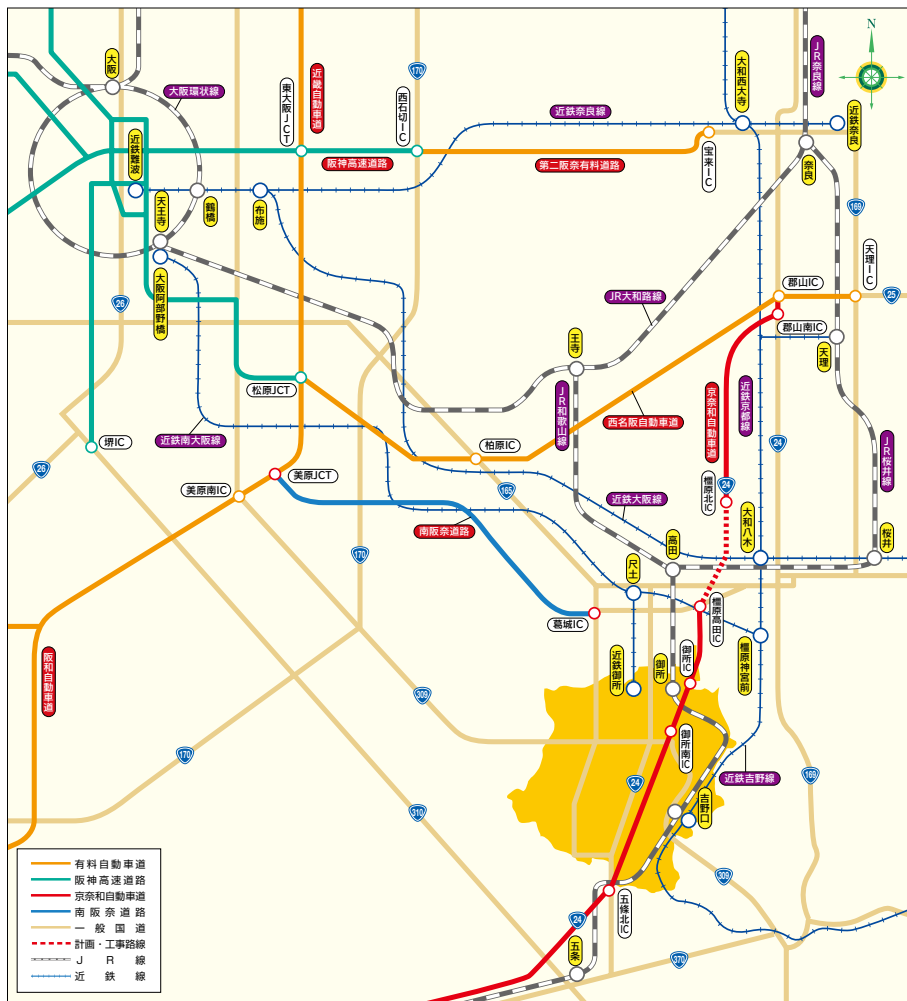 N
大阪
大阪環状線
東大阪JCT
近畿自動車道
170
西石切IC
近鉄奈良線
大和西大寺
JR奈良線
近鉄奈良
近鉄難波
阪神高速道路
第二阪奈有料道路
宝来IC
奈良
天王寺
鶴橋
布施
169
天理IC
大阪阿部野橋
26
JR大和路線
郡山IC
25
郡山南IC
王寺
天理
松原JCT
JR和歌山線
西名阪自動車道
京奈和自動車道
近鉄京都線
24
JR桜井線
堺IC
近鉄南大阪線
柏原IC
26
美原JCT
美原南IC
165
近鉄大阪線
橿原北IC
24
大和八木
桜井
南阪奈道路
170
高田
尺土
葛城IC
橿原高田IC
近鉄御所
御所
御所IC
橿原神宮前
阪和自動車道
309
御所南IC
170
24
近鉄吉野線
169
310
吉野口
309
五條北IC
24
五条
370
有料自動車道
阪神高速道路
京奈和自動車道
南阪奈道路
一般国道
計画・工事路線
JR線
近鉄線